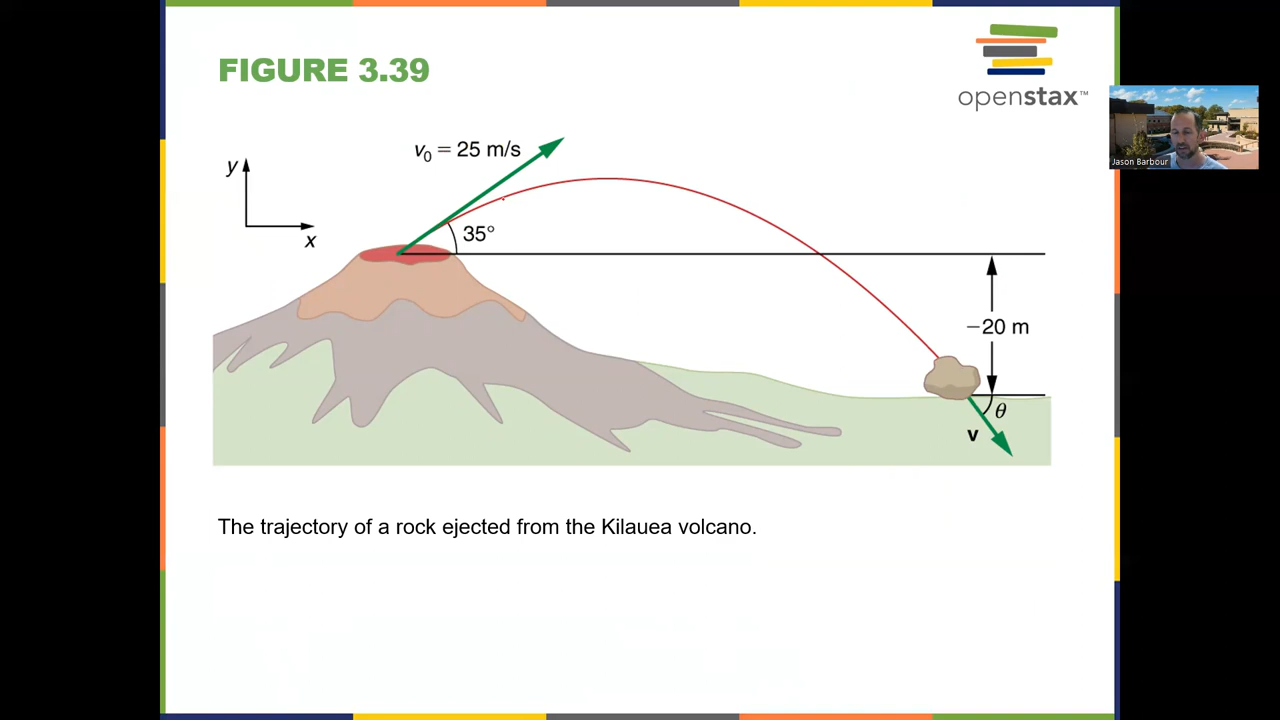 FIGURE 3.39
openstax™
Jason Barbour
v₀ = 25 m/s
y
x
35°
−20 m
θ
v
The trajectory of a rock ejected from the Kilauea volcano.